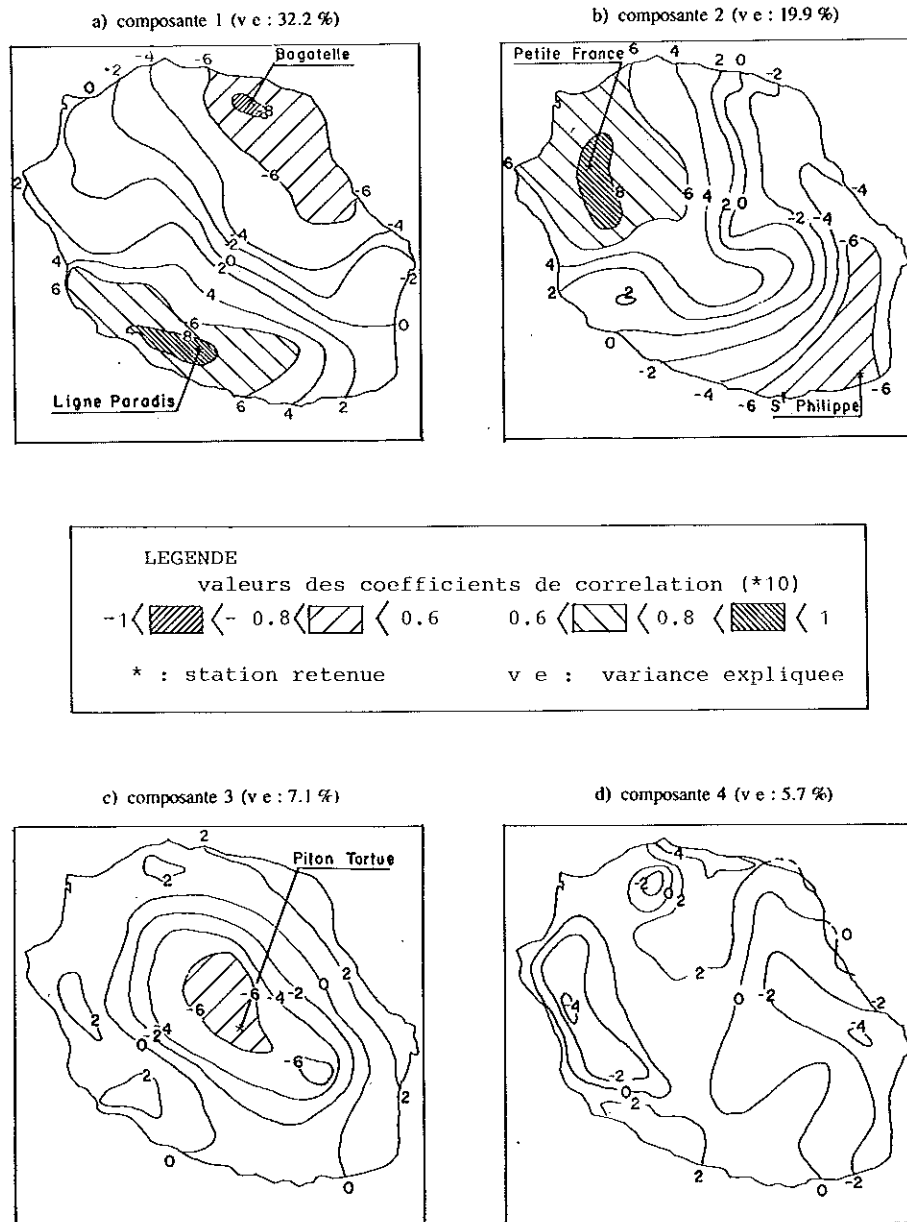 a) composante 1 (v e : 32.2 %)
b) composante 2 (v e : 19.9 %)
Bagatelle
Petite France
Ligne Paradis
St Philippe
LEGENDE
valeurs des coefficients de correlation (*10)
-1 < < - 0.8 < < 0.6 0.6 < < 0.8 < < 1
* : station retenue v e : variance expliquee
c) composante 3 (v e : 7.1 %)
d) composante 4 (v e : 5.7 %)
Piton Tortue